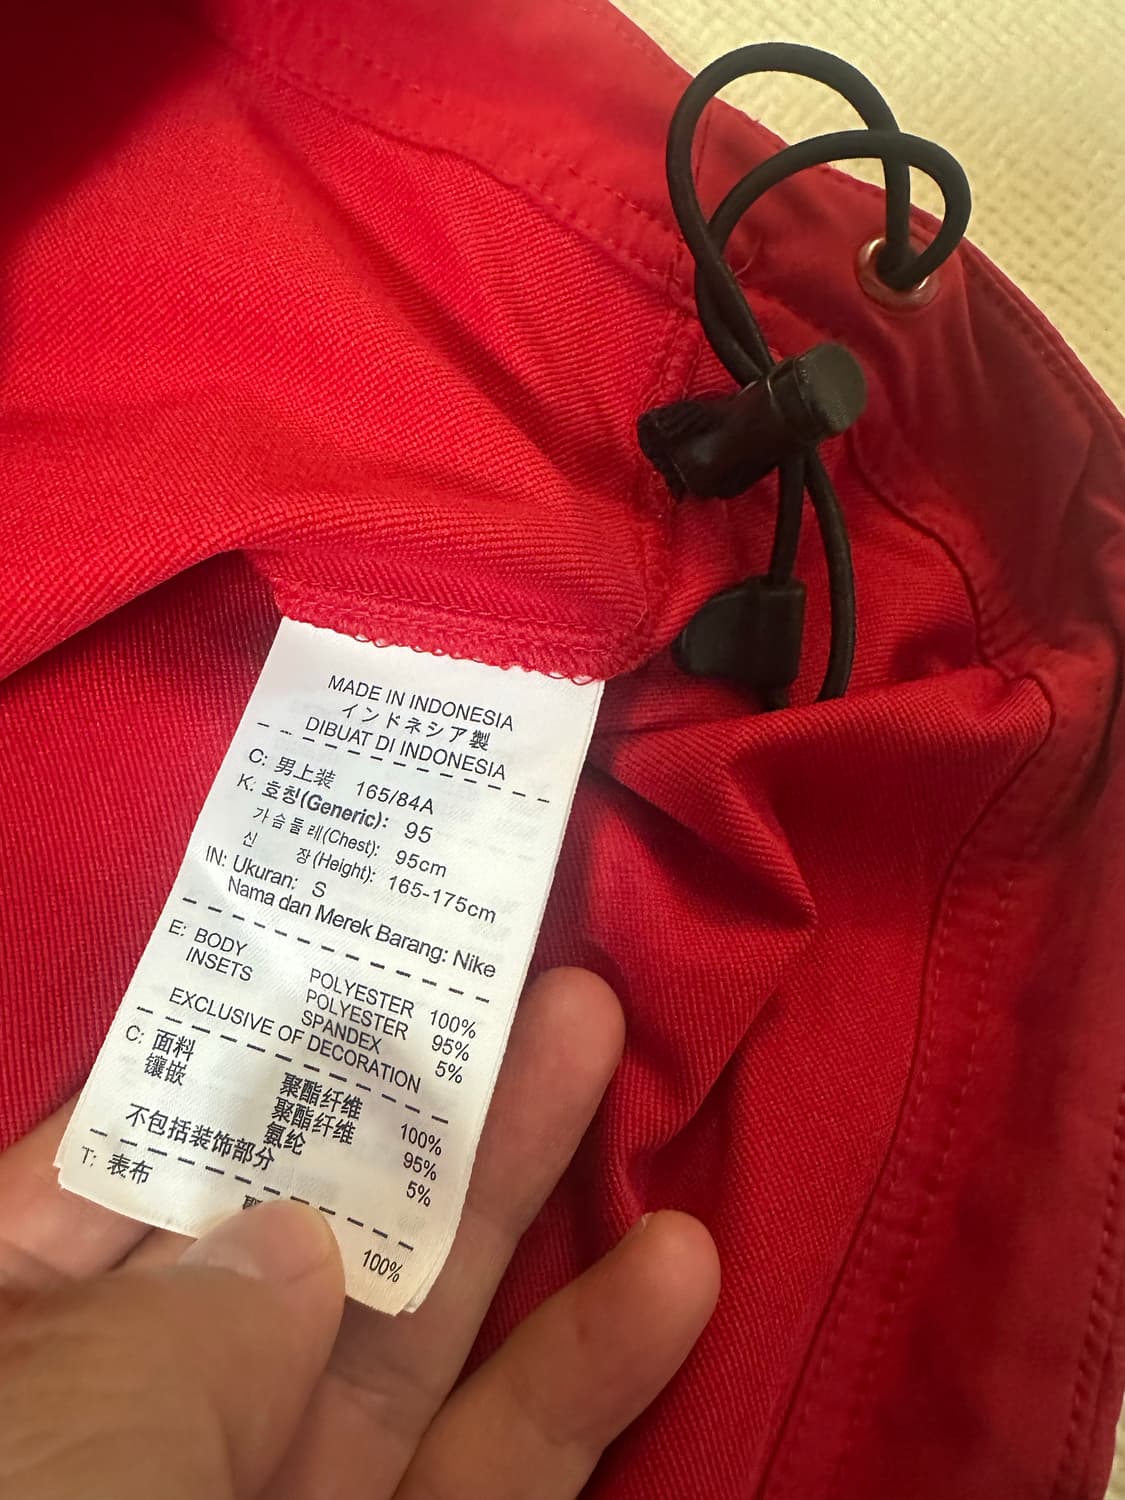 MADE IN INDONESIA
インドネシア製
DIBUAT DI INDONESIA
C: 男上装 165/84A
K: 호칭(Generic): 95
가슴둘레(Chest): 95cm
신 장(Height): 165-175cm
IN: Ukuran: S
Nama dan Merek Barang: Nike
E: BODY POLYESTER 100%
INSETS POLYESTER 95%
SPANDEX 5%
EXCLUSIVE OF DECORATION
C: 面料 聚酯纤维 100%
镶嵌 聚酯纤维 95%
氨纶 5%
不包括装饰部分
T: 表布 100%